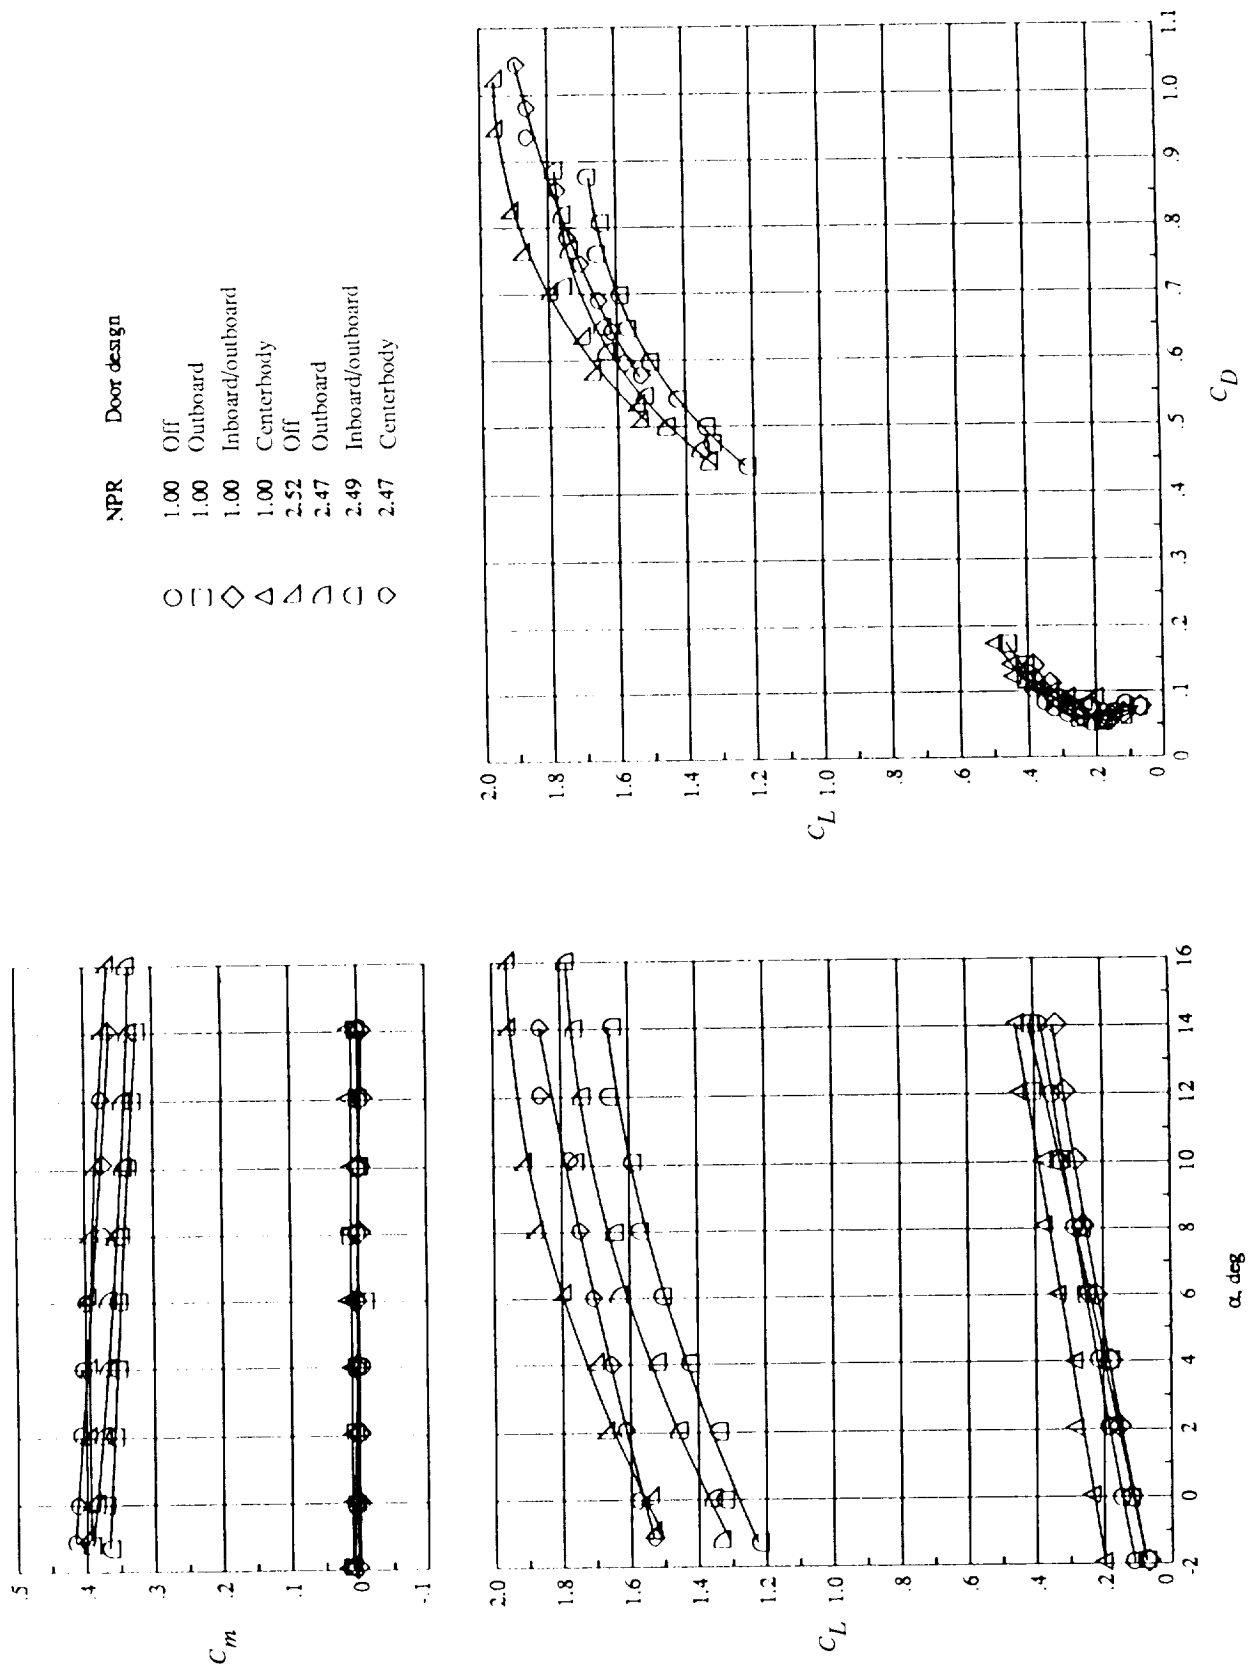 NPR Door design
1.00 Off
1.00 Outboard
1.00 Inboard/outboard
1.00 Centerbody
2.52 Off
2.47 Outboard
2.49 Inboard/outboard
2.47 Centerbody
.5
.4
.3
.2
.1
0
-.1
C_m
2.0
1.8
1.6
1.4
1.2
1.0
.8
.6
.4
.2
0
C_L
-2 0 2 4 6 8 10 12 14 16
α, deg
2.0
1.8
1.6
1.4
1.2
C_L 1.0
.8
.6
.4
.2
0
0 .1 .2 .3 .4 .5 .6 .7 .8 .9 1.0 1.1
C_D